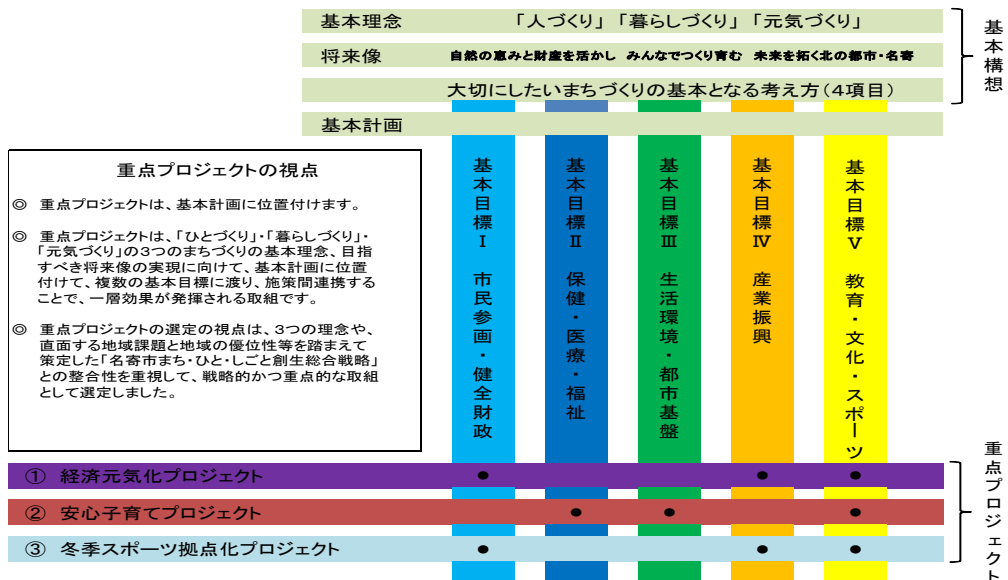 基本理念 「人づくり」「暮らしづくり」「元気づくり」
将来像 自然の恵みと財産を活かし みんなでつくり育む 未来を拓く北の都市・名寄
大切にしたいまちづくりの基本となる考え方(4項目)
基本構想
基本計画
重点プロジェクトの視点
◎ 重点プロジェクトは、基本計画に位置付けます。
◎ 重点プロジェクトは、「ひとづくり」・「暮らしづくり」・
「元気づくり」の3つのまちづくりの基本理念、目指
すべき将来像の実現に向けて、基本計画に位置
付けて、複数の基本目標に渡り、施策間連携する
ことで、一層効果が発揮される取組です。
◎ 重点プロジェクトの選定の視点は、3つの理念や、
直面する地域課題と地域の優位性等を踏まえて
策定した「名寄市まち・ひと・しごと創生総合戦略」
との整合性を重視して、戦略的かつ重点的な取組
として選定しました。
基本目標Ⅰ 市民参画・健全財政
基本目標Ⅱ 保健・医療・福祉
基本目標Ⅲ 生活環境・都市基盤
基本目標Ⅳ 産業振興
基本目標Ⅴ 教育・文化・スポーツ
① 経済元気化プロジェクト ● ● ●
② 安心子育てプロジェクト ● ● ●
③ 冬季スポーツ拠点化プロジェクト ● ● ●
重点プロジェクト